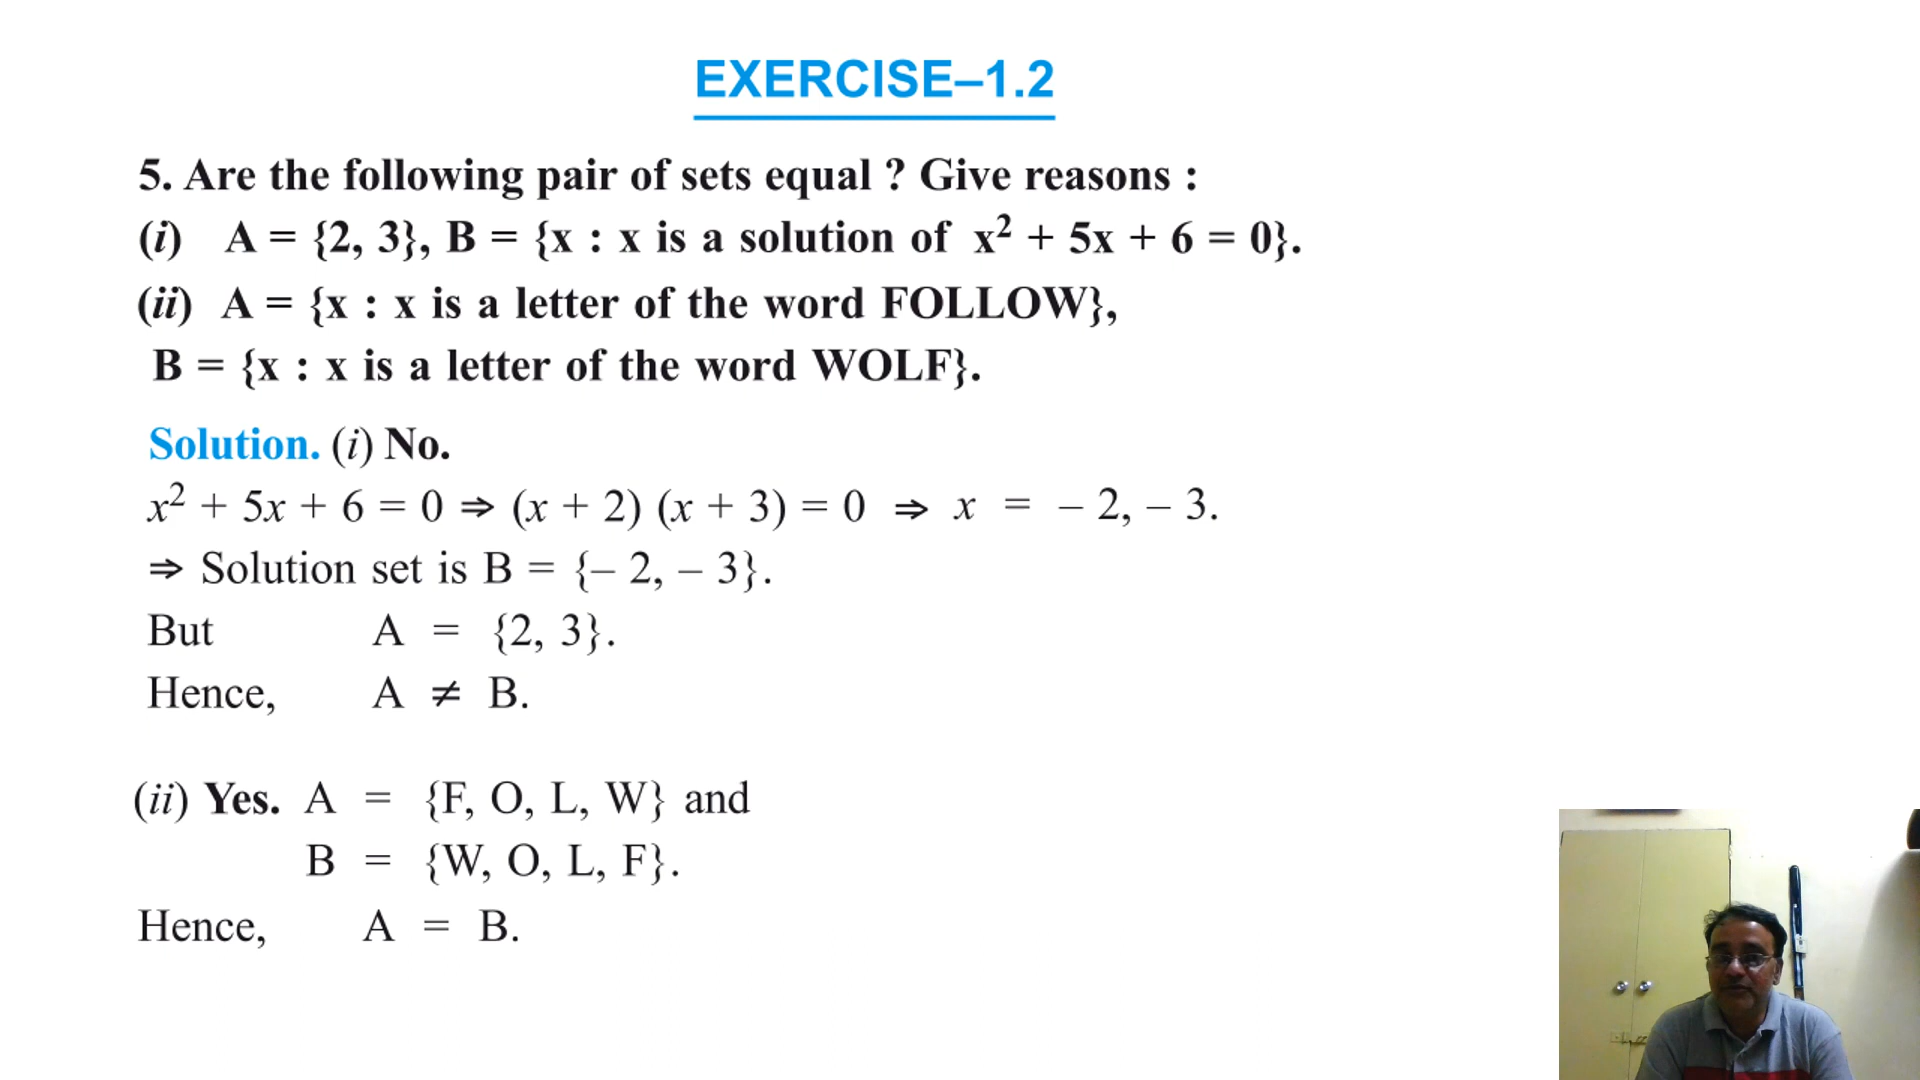 EXERCISE–1.2
5. Are the following pair of sets equal ? Give reasons :
(i) A = {2, 3}, B = {x : x is a solution of x² + 5x + 6 = 0}.
(ii) A = {x : x is a letter of the word FOLLOW},
B = {x : x is a letter of the word WOLF}.
Solution. (i) No.
x² + 5x + 6 = 0 ⇒ (x + 2) (x + 3) = 0 ⇒ x = – 2, – 3.
⇒ Solution set is B = {– 2, – 3}.
But A = {2, 3}.
Hence, A ≠ B.
(ii) Yes. A = {F, O, L, W} and
B = {W, O, L, F}.
Hence, A = B.